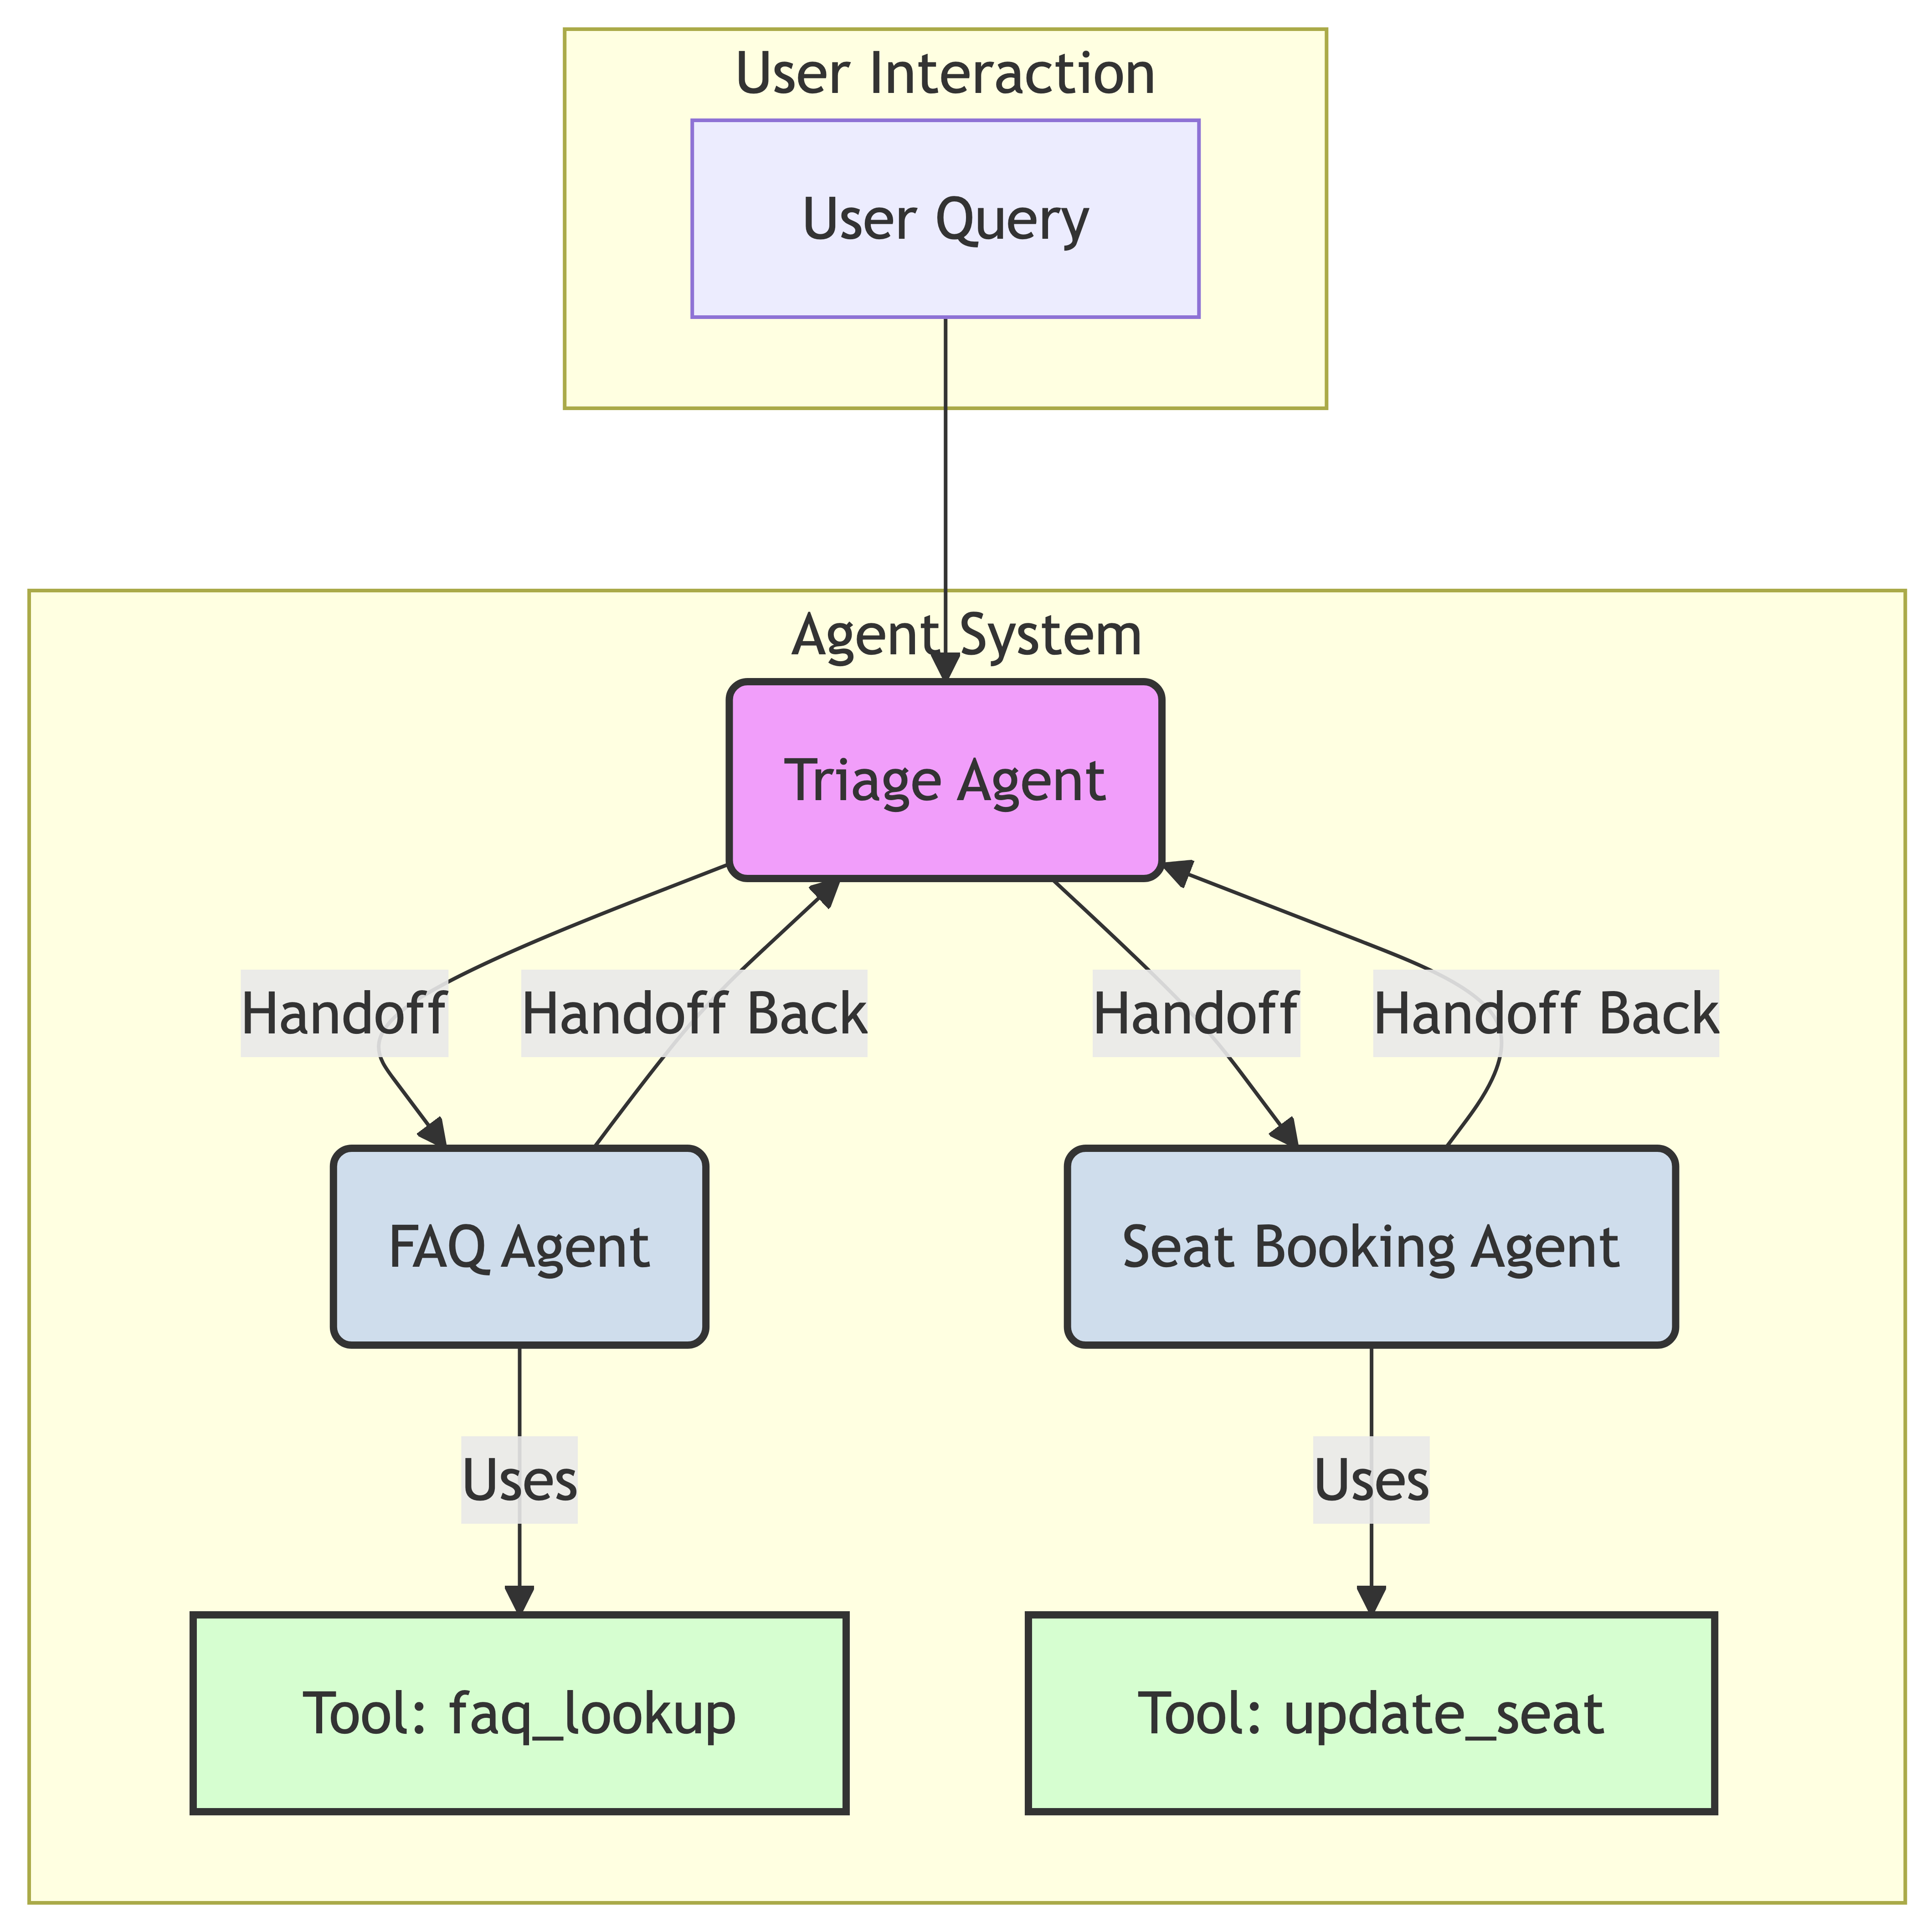 User Interaction
User Query
Agent System
Triage Agent
Handoff
Handoff Back
Handoff
Handoff Back
FAQ Agent
Seat Booking Agent
Uses
Uses
Tool: faq_lookup
Tool: update_seat